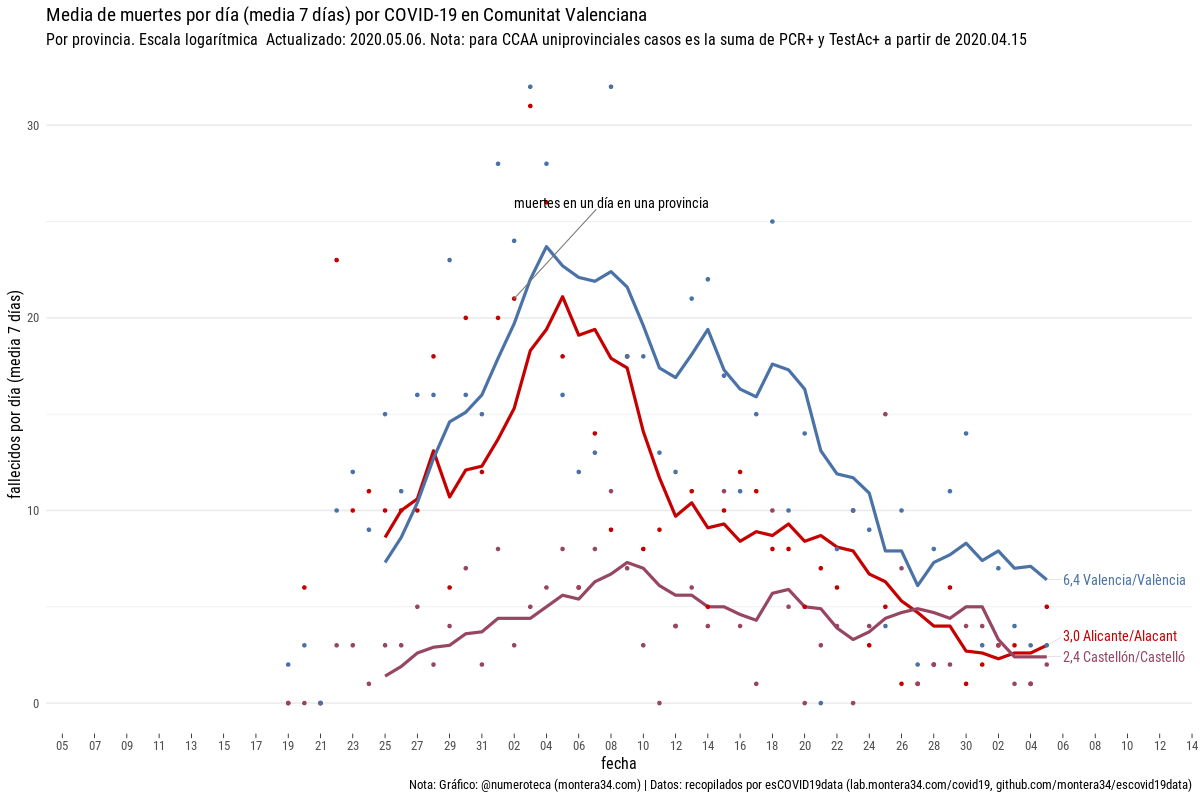 Media de muertes por día (media 7 días) por COVID-19 en Comunitat Valenciana
Por provincia. Escala logarítmica  Actualizado: 2020.05.06. Nota: para CCAA uniprovinciales casos es la suma de PCR+ y TestAc+ a partir de 2020.04.15
fallecidos por día (media 7 días)
30
20
10
0
muertes en un día en una provincia
6,4 Valencia/València
3,0 Alicante/Alacant
2,4 Castellón/Castelló
05 07 09 11 13 15 17 19 21 23 25 27 29 31 02 04 06 08 10 12 14 16 18 20 22 24 26 28 30 02 04 06 08 10 12 14
fecha
Nota: Gráfico: @numeroteca (montera34.com) | Datos: recopilados por esCOVID19data (lab.montera34.com/covid19, github.com/montera34/escovid19data)